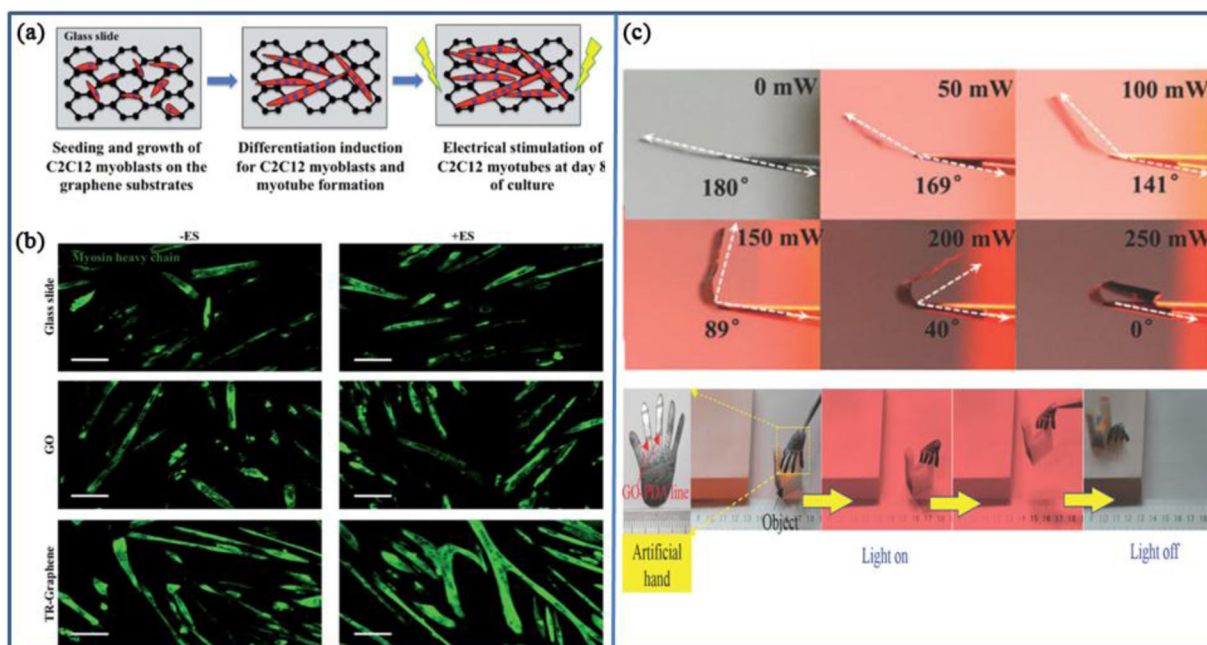 (a)
Glass slide
Seeding and growth of
C2C12 myoblasts on the
graphene substrates
Differentiation induction
for C2C12 myoblasts and
myotube formation
Electrical stimulation of
C2C12 myotubes at day 8
of culture
(b)
-ES
+ES
Myosin heavy chain
Glass slide
GO
TR-Graphene
(c)
0 mW
180°
50 mW
169°
100 mW
141°
150 mW
89°
200 mW
40°
250 mW
0°
GO-PDA line
Object
Artificial
hand
Light on
Light off